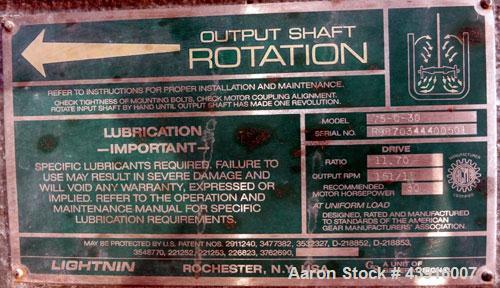 OUTPUT SHAFT
ROTATION
REFER TO INSTRUCTIONS FOR PROPER INSTALLATION AND MAINTENANCE.
CHECK TIGHTNESS OF MOUNTING BOLTS, CHECK MOTOR COUPLING ALIGNMENT.
ROTATE INPUT SHAFT BY HAND UNTIL OUTPUT SHAFT HAS MADE ONE REVOLUTION.
LUBRICATION
—IMPORTANT—
SPECIFIC LUBRICANTS REQUIRED. FAILURE TO
USE MAY RESULT IN SEVERE DAMAGE AND
WILL VOID ANY WARRANTY, EXPRESSED OR
IMPLIED. REFER TO THE OPERATION AND
MAINTENANCE MANUAL FOR SPECIFIC
LUBRICATION REQUIREMENTS.
MODEL 75-Q-30
SERIAL NO.
DRIVE
RATIO 11.70
OUTPUT RPM
RECOMMENDED
MOTOR HORSEPOWER 30
AT UNIFORM LOAD
DESIGNED, RATED AND MANUFACTURED
TO STANDARDS OF THE AMERICAN
GEAR MANUFACTURERS' ASSOCIATION.
MAY BE PROTECTED BY U.S. PATENT NOS. 2911240, 3477382, 3532327, D-218852, D-218853,
3548770, 221252, 221253, 226823, 3762690,
LIGHTNIN ROCHESTER, N.Y. USA A UNIT OF
Aaron Stock #